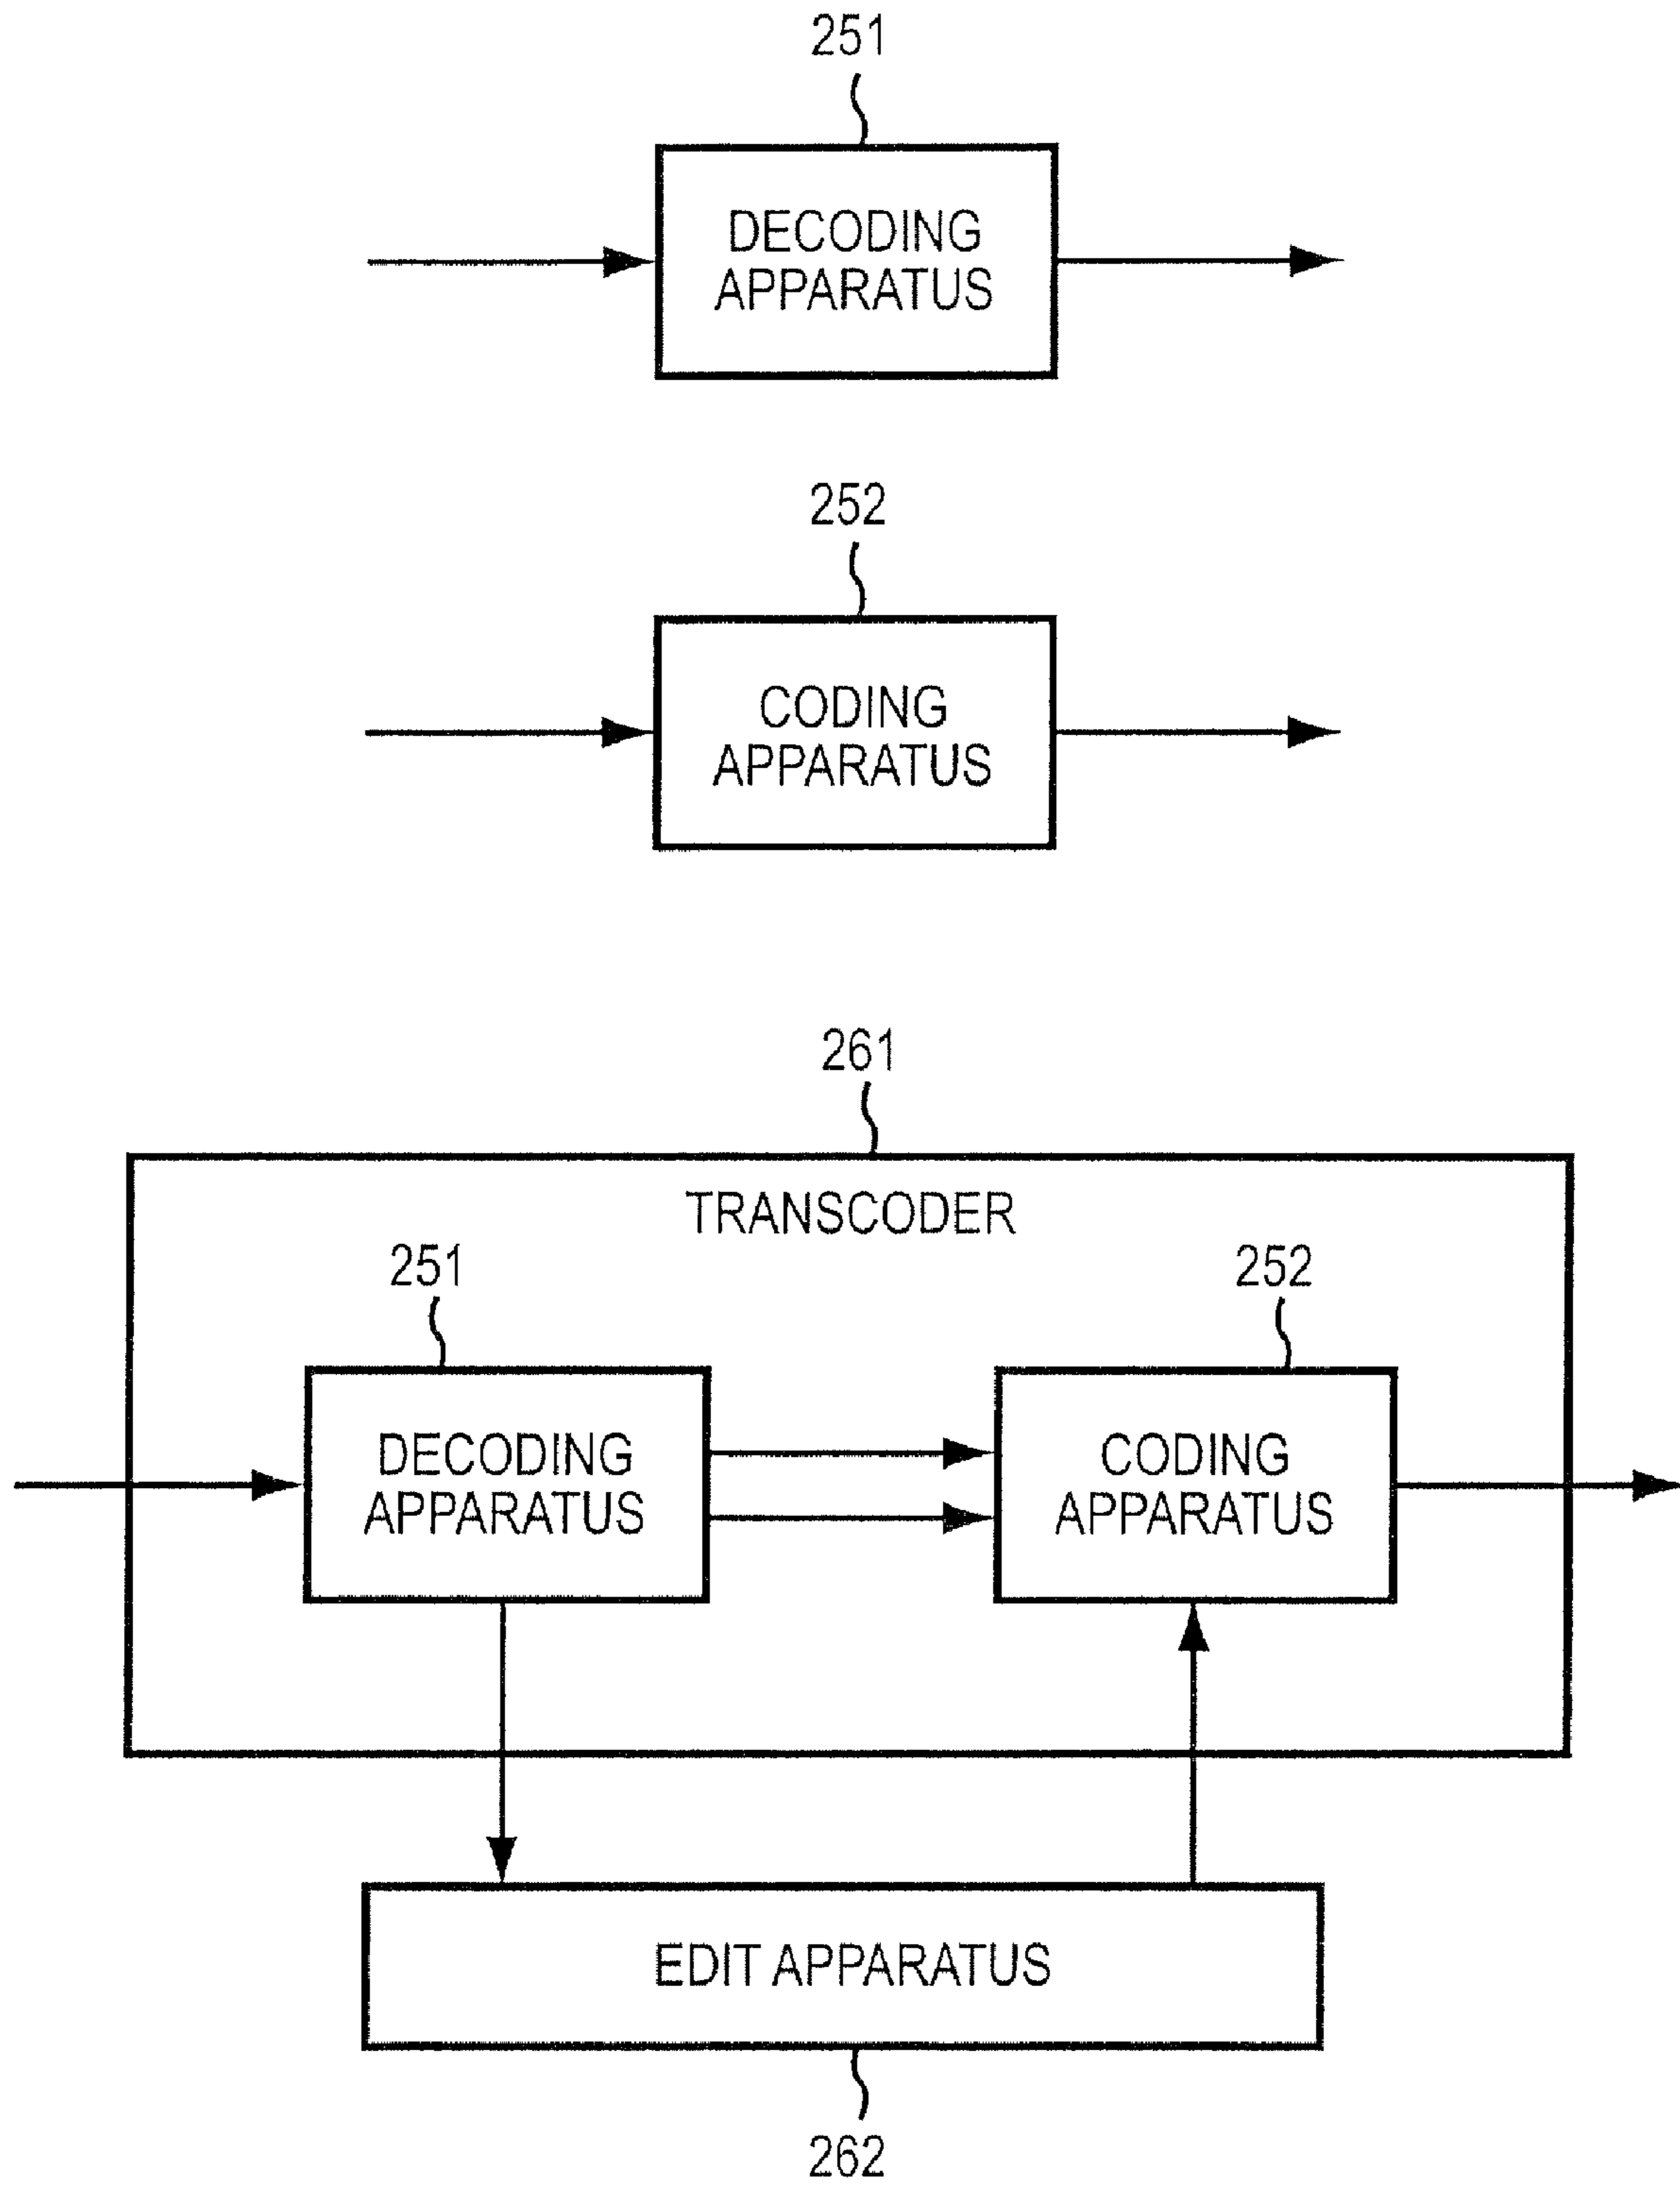 251
DECODING
APPARATUS
252
CODING
APPARATUS
261
TRANSCODER
251
252
DECODING
APPARATUS
CODING
APPARATUS
EDIT APPARATUS
262